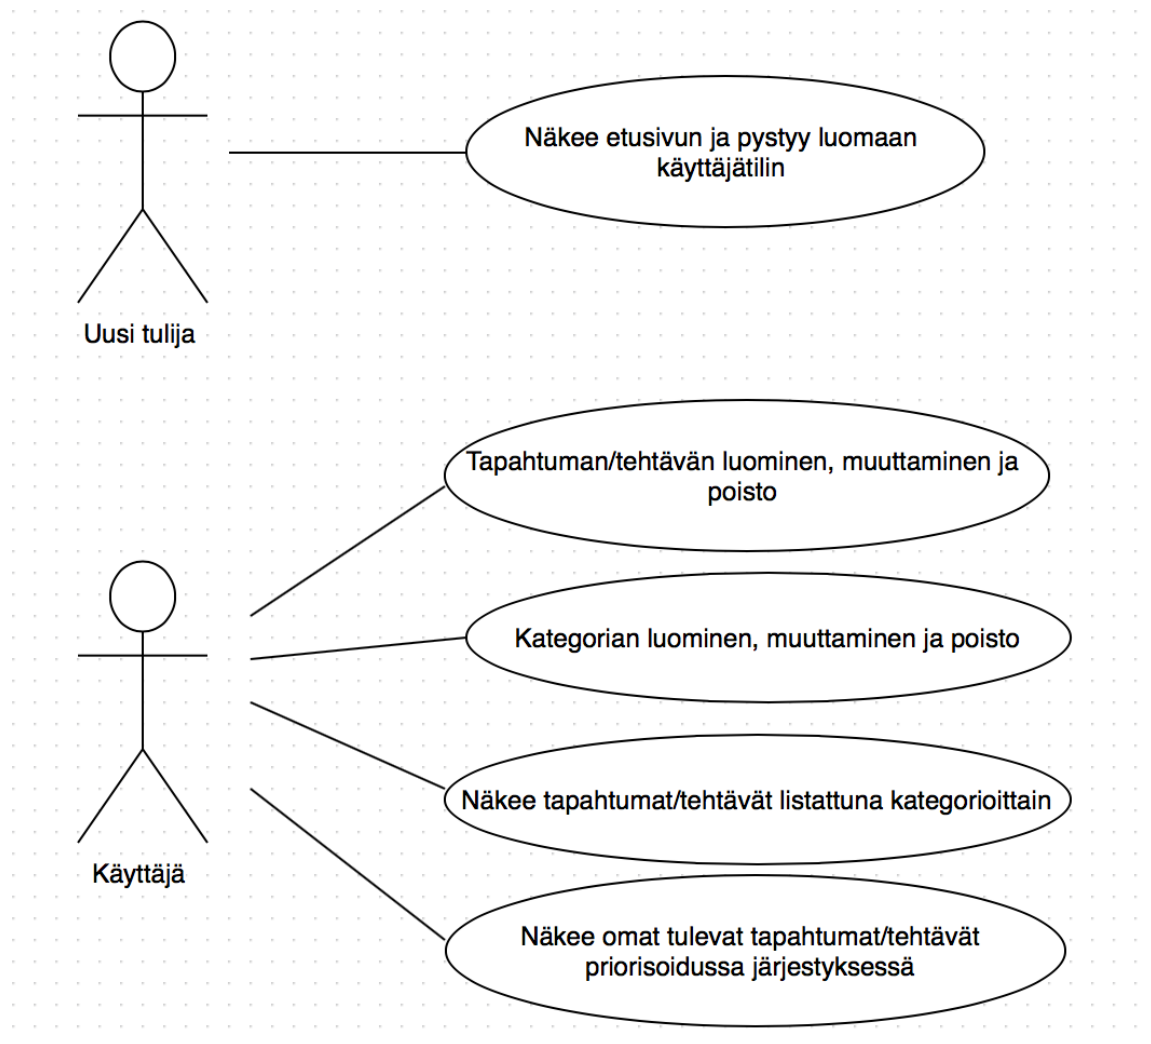 Näkee etusivun ja pystyy luomaan
käyttäjätilin
Uusi tulija
Tapahtuman/tehtävän luominen, muuttaminen ja
poisto
Kategorian luominen, muuttaminen ja poisto
Näkee tapahtumat/tehtävät listattuna kategorioittain
Käyttäjä
Näkee omat tulevat tapahtumat/tehtävät
priorisoidussa järjestyksessä